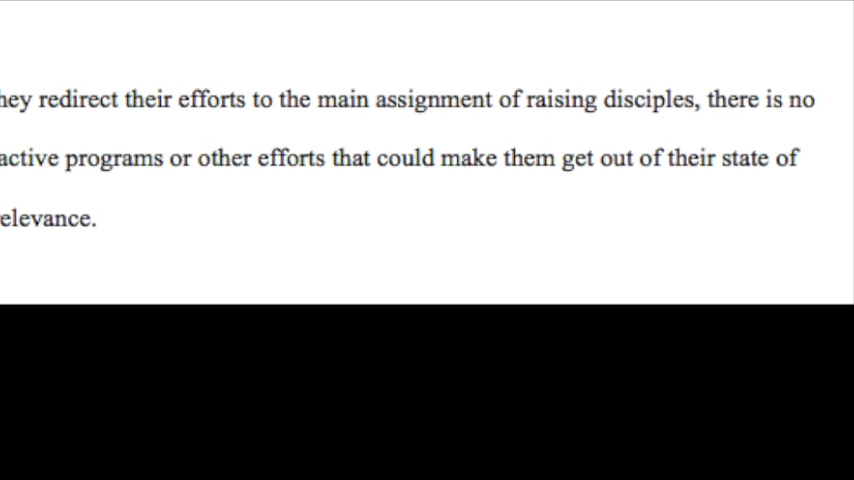 hey redirect their efforts to the main assignment of raising disciples, there is no
active programs or other efforts that could make them get out of their state of
elevance.